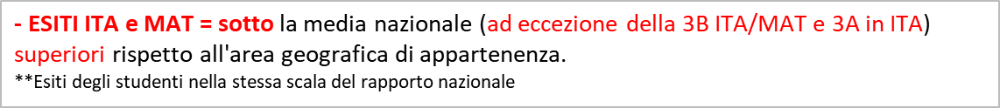 - ESITI ITA e MAT = sotto la media nazionale (ad eccezione della 3B ITA/MAT e 3A in ITA)
superiori rispetto all'area geografica di appartenenza.
**Esiti degli studenti nella stessa scala del rapporto nazionale